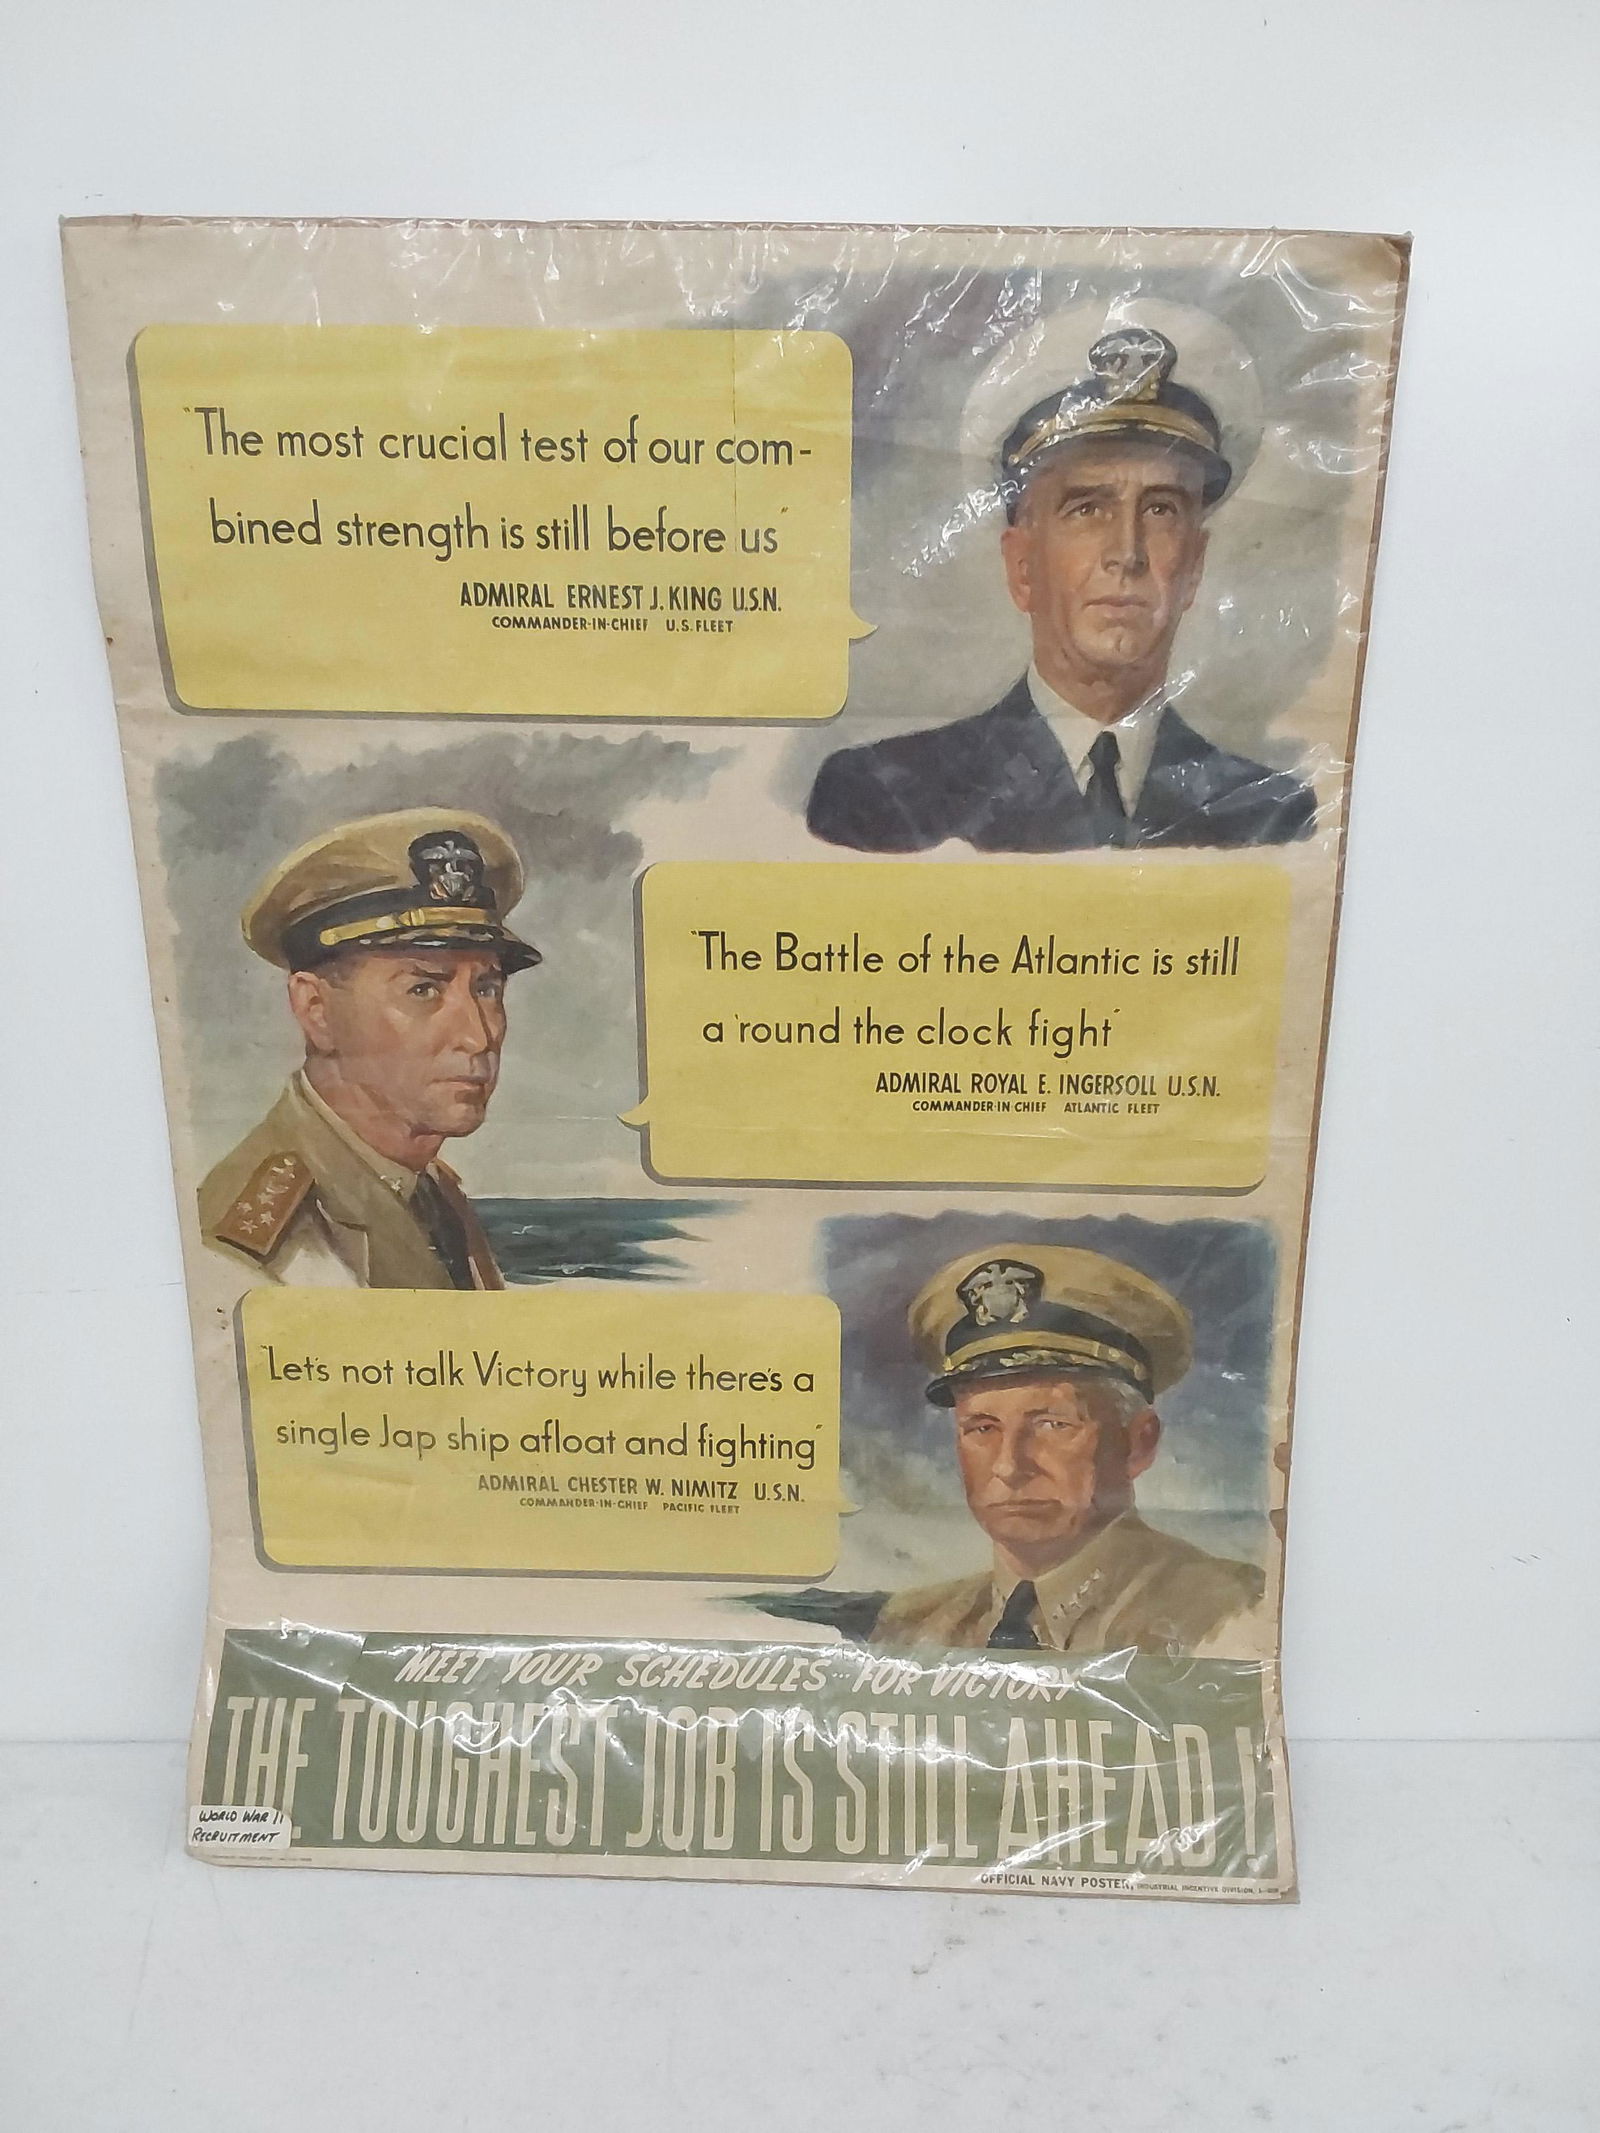 "The most crucial test of our com-
bined strength is still before us"
ADMIRAL ERNEST J. KING U.S.N.
COMMANDER-IN-CHIEF U.S. FLEET
"The Battle of the Atlantic is still
a 'round the clock fight"
ADMIRAL ROYAL E. INGERSOLL U.S.N.
COMMANDER-IN CHIEF ATLANTIC FLEET
"Let's not talk Victory while there's a
single Jap ship afloat and fighting"
ADMIRAL CHESTER W. NIMITZ U.S.N.
COMMANDER-IN-CHIEF PACIFIC FLEET
MEET YOUR SCHEDULES... FOR VICTORY
THE TOUGHEST JOB IS STILL AHEAD!
WORLD WAR II
RECRUITMENT
OFFICIAL NAVY POSTER, INDUSTRIAL INCENTIVE DIVISION,